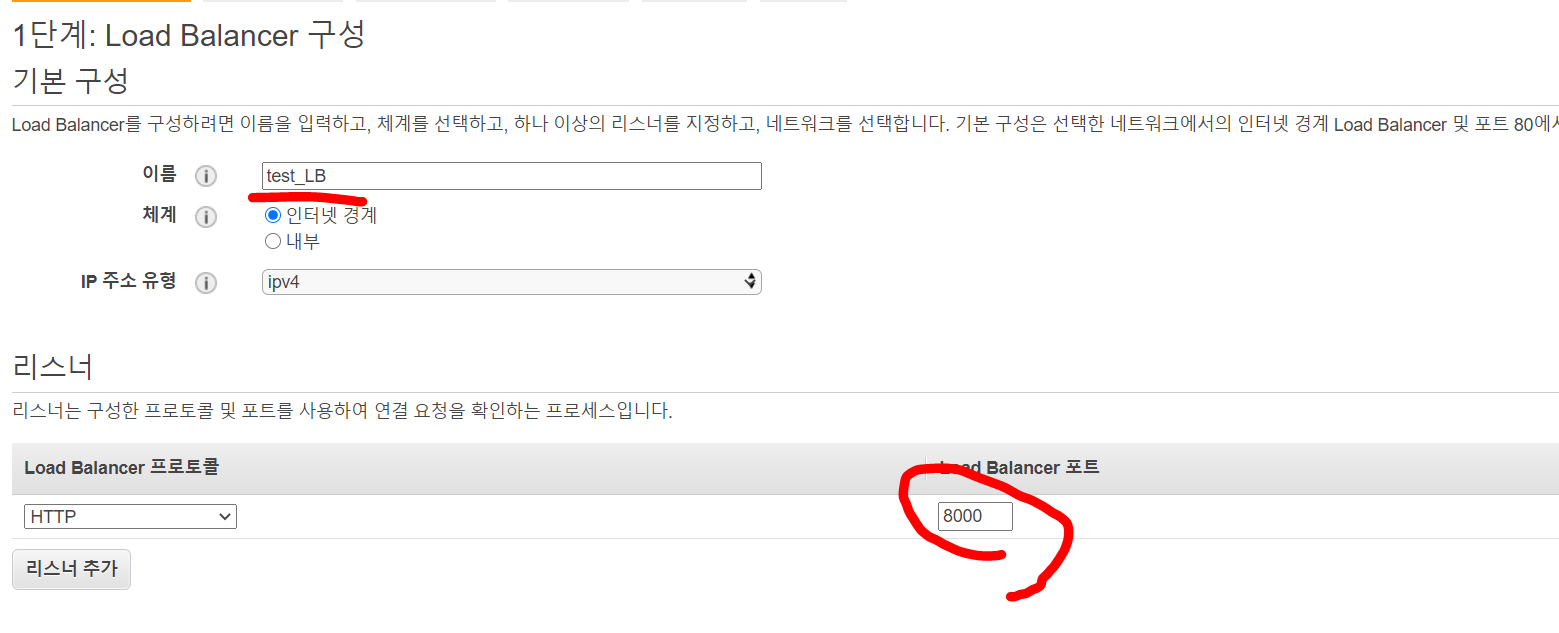 1단계: Load Balancer 구성
기본 구성
Load Balancer를 구성하려면 이름을 입력하고, 체계를 선택하고, 하나 이상의 리스너를 지정하고, 네트워크를 선택합니다. 기본 구성은 선택한 네트워크에서의 인터넷 경계 Load Balancer 및 포트 80에서
이름 test_LB
체계 인터넷 경계
내부
IP 주소 유형 ipv4
리스너
리스너는 구성한 프로토콜 및 포트를 사용하여 연결 요청을 확인하는 프로세스입니다.
Load Balancer 프로토콜 Load Balancer 포트
HTTP 8000
리스너 추가